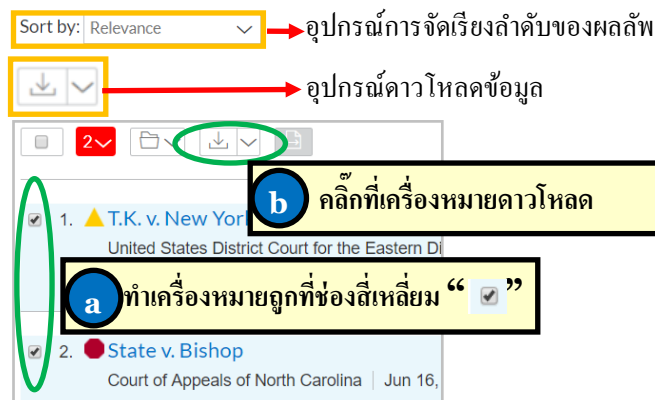 Sort by: Relevance
อุปกรณ์การจัดเรียงลำดับของผลลัพ
อุปกรณ์ดาวโหลดข้อมูล
2
b คลิ๊กที่เครื่องหมายดาวโหลด
1. T.K. v. New Yor
United States District Court for the Eastern Di
a ทำเครื่องหมายถูกที่ช่องสี่เหลี่ยม “ ”
2. State v. Bishop
Court of Appeals of North Carolina | Jun 16,